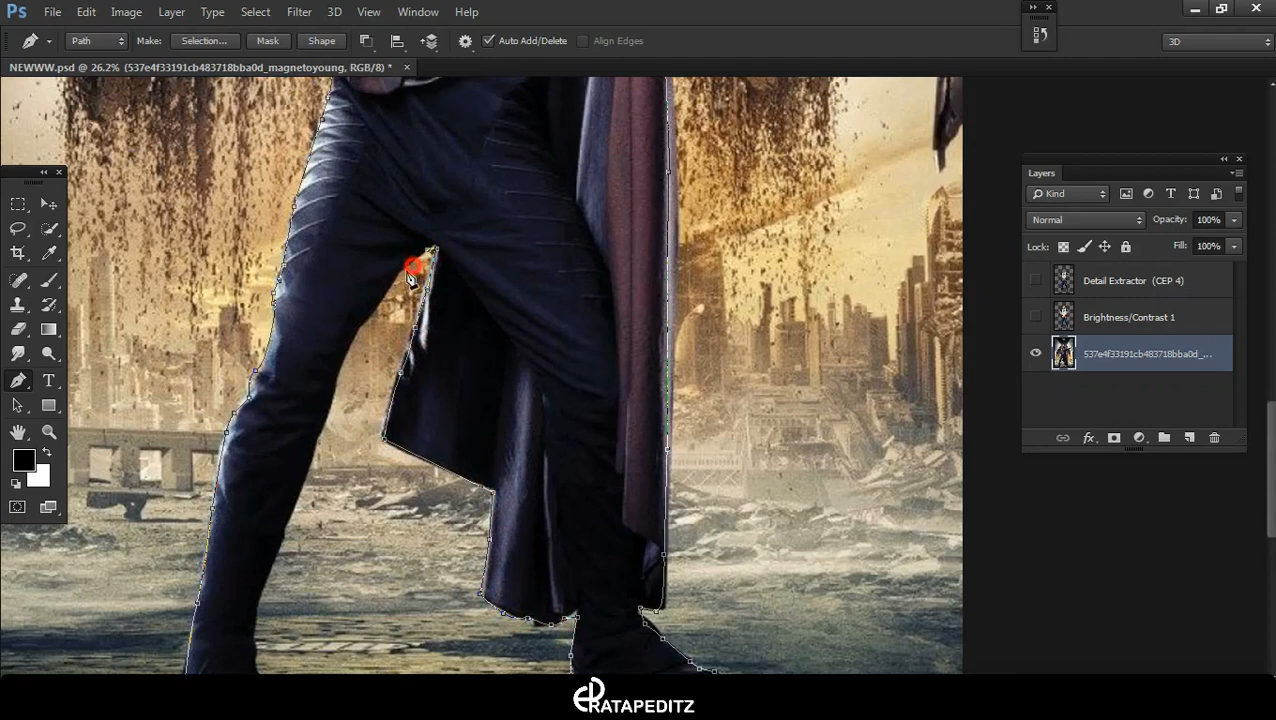 Ps File Edit Image Layer Type Select Filter 3D View Window Help
Path Make: Selection... Mask Shape Auto Add/Delete Align Edges 3D
NEWWW.psd @ 26.2% (537e4f33191cb483718bba0d_magnetoyoung, RGB/8) *
Layers
Kind
Normal Opacity: 100%
Lock: Fill: 100%
Detail Extractor (CEP 4)
Brightness/Contrast 1
537e4f33191cb483718bba0d_...
RATAPEDITZ